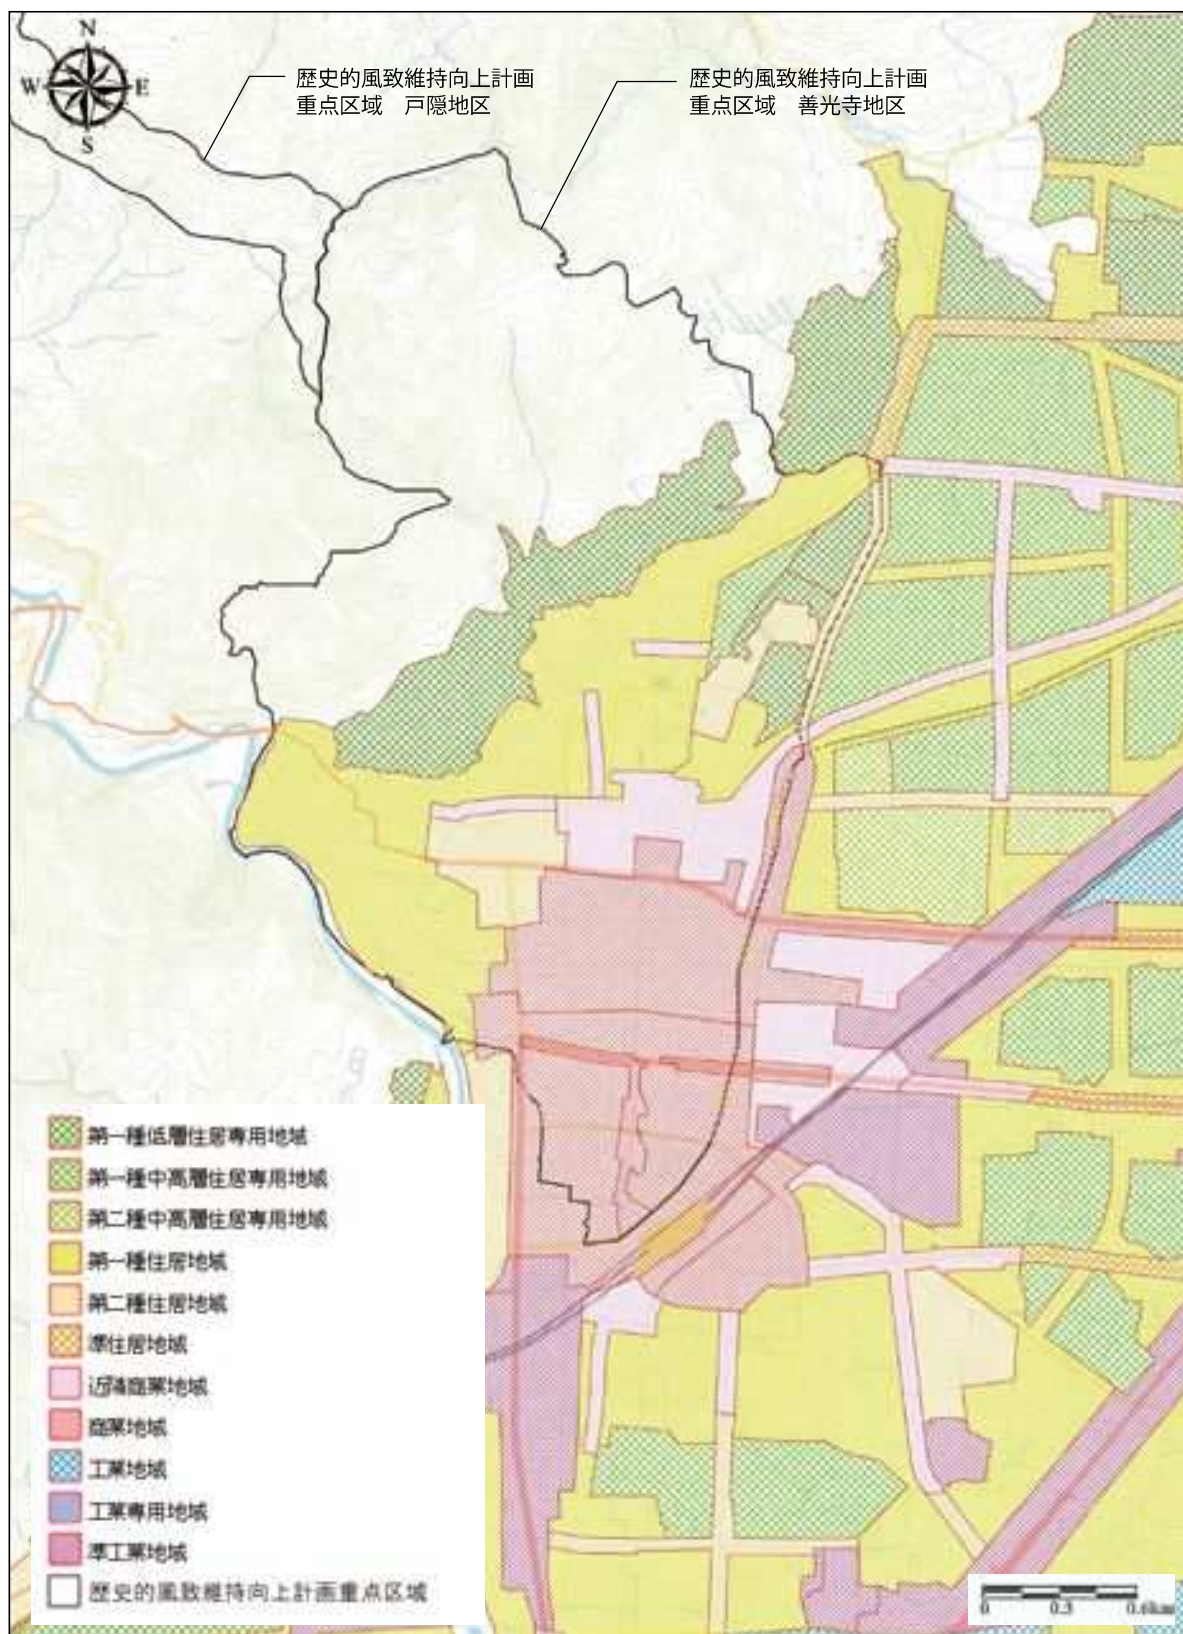 N
W
E
S
歴史的風致維持向上計画
重点区域 戸隠地区
歴史的風致維持向上計画
重点区域 善光寺地区
第一種低層住居専用地域
第一種中高層住居専用地域
第二種中高層住居専用地域
第一種住居地域
第二種住居地域
準住居地域
近隣商業地域
商業地域
工業地域
工業専用地域
準工業地域
歴史的風致維持向上計画重点区域
0